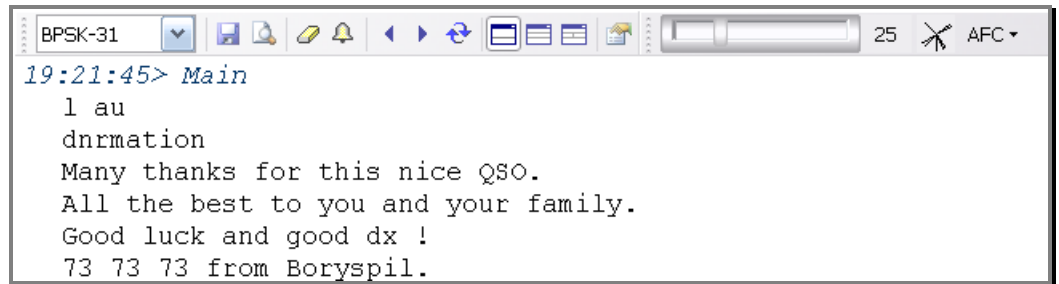 BPSK-31 25 AFC
19:21:45> Main
l au
dnrmation
Many thanks for this nice QSO.
All the best to you and your family.
Good luck and good dx !
73 73 73 from Boryspil.